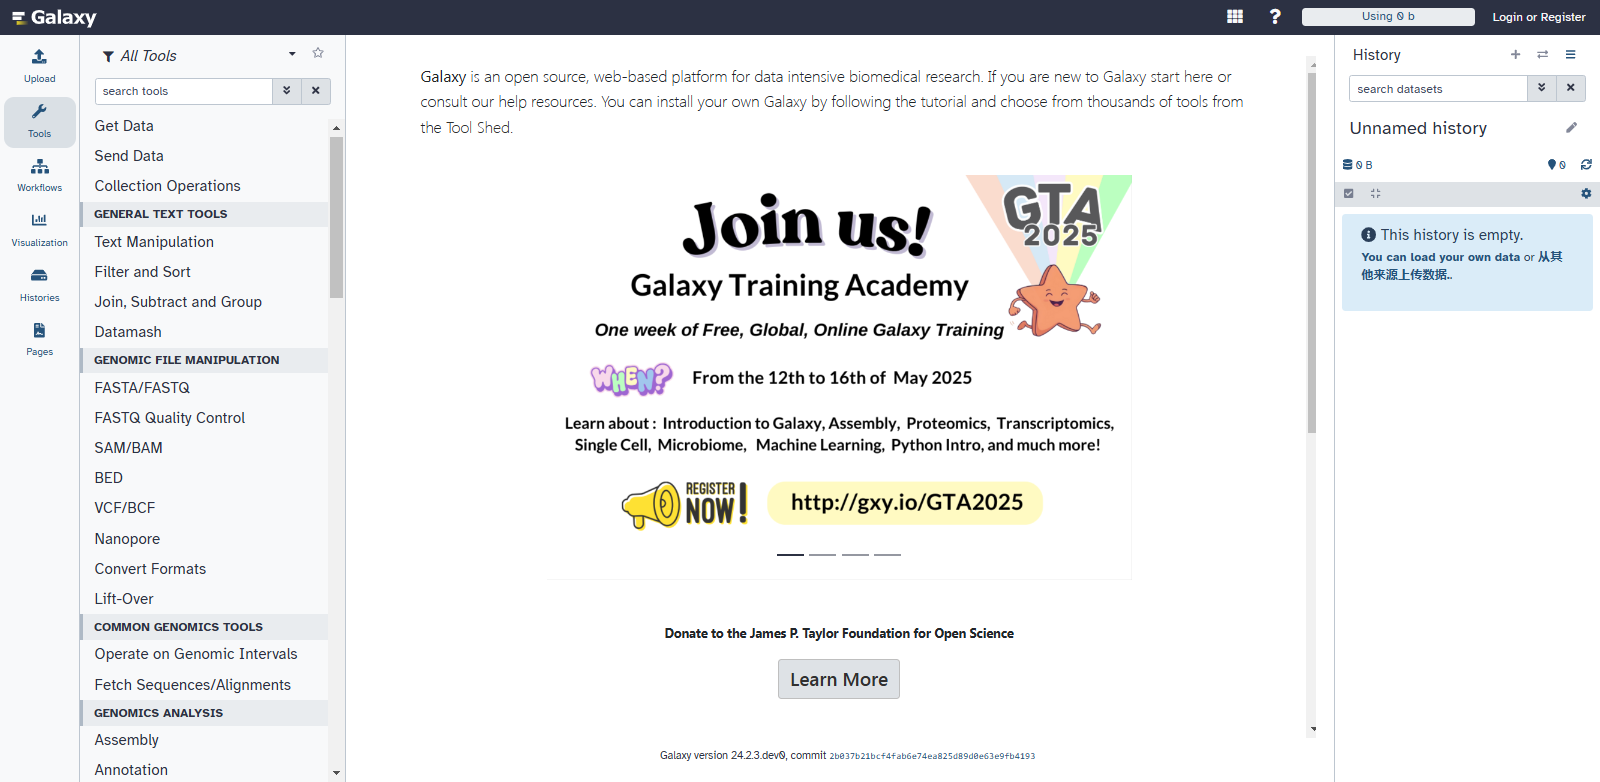 Galaxy
Using 0 b
Login or Register
Upload
Tools
Workflows
Visualization
Histories
Pages
All Tools
search tools
Get Data
Send Data
Collection Operations
GENERAL TEXT TOOLS
Text Manipulation
Filter and Sort
Join, Subtract and Group
Datamash
GENOMIC FILE MANIPULATION
FASTA/FASTQ
FASTQ Quality Control
SAM/BAM
BED
VCF/BCF
Nanopore
Convert Formats
Lift-Over
COMMON GENOMICS TOOLS
Operate on Genomic Intervals
Fetch Sequences/Alignments
GENOMICS ANALYSIS
Assembly
Annotation
Galaxy is an open source, web-based platform for data intensive biomedical research. If you are new to Galaxy start here or
consult our help resources. You can install your own Galaxy by following the tutorial and choose from thousands of tools from
the Tool Shed.
Join us!
GTA
2025
Galaxy Training Academy
One week of Free, Global, Online Galaxy Training
WHEN?
From the 12th to 16th of May 2025
Learn about : Introduction to Galaxy, Assembly, Proteomics, Transcriptomics,
Single Cell, Microbiome, Machine Learning, Python Intro, and much more!
REGISTER
NOW!
http://gxy.io/GTA2025
Donate to the James P. Taylor Foundation for Open Science
Learn More
Galaxy version 24.2.3.dev0, commit 2b037b21bcf4fab6e74ea825d89d0e63e9fb4193
History
search datasets
Unnamed history
0 B
0
This history is empty.
You can load your own data or 从其
他来源上传数据..